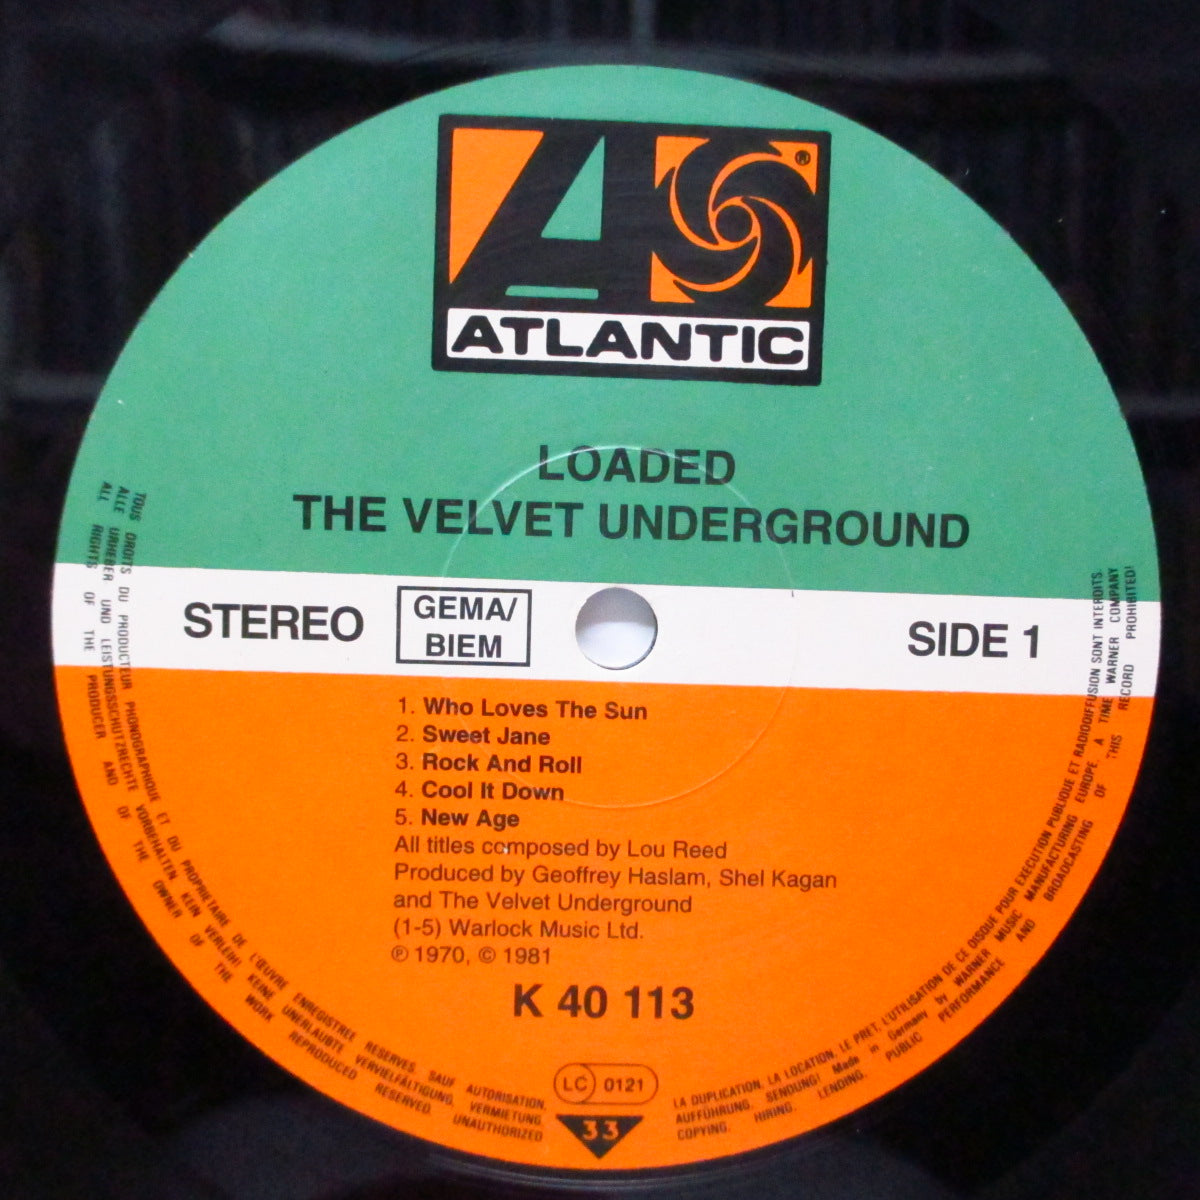 ®
ATLANTIC
LOADED
THE VELVET UNDERGROUND
STEREO
GEMA/
BIEM
SIDE 1
1. Who Loves The Sun
2. Sweet Jane
3. Rock And Roll
4. Cool It Down
5. New Age
All titles composed by Lou Reed
Produced by Geoffrey Haslam, Shel Kagan
and The Velvet Underground
(1-5) Warlock Music Ltd.
℗ 1970, © 1981
K 40 113
LC 0121
33
TOUS DROITS DU PRODUCTEUR PHONOGRAPHIQUE ET DU PROPRIETAIRE DE L'ŒUVRE ENREGISTREE RESERVES. SAUF AUTORISATION, LA DUPLICATION, LA LOCATION, LE PRET, L'UTILISATION DE CE DISQUE POUR EXECUTION PUBLIQUE ET RADIODIFFUSION SONT INTERDITS.
ALLE URHEBER UND LEISTUNGSSCHUTZRECHTE VORBEHALTEN KEIN VERLEIH! KEINE UNERLAUBTE VERVIELFÄLTIGUNG, VERMIETUNG, AUFFÜHRUNG, SENDUNG! Made in Germany by WARNER MUSIC MANUFACTURING EUROPE, A TIME WARNER COMPANY
ALL RIGHTS OF THE PRODUCER AND OF THE OWNER OF THE WORK REPRODUCED RESERVED. UNAUTHORIZED COPYING, HIRING, LENDING, PUBLIC PERFORMANCE AND BROADCASTING OF THIS RECORD PROHIBITED!